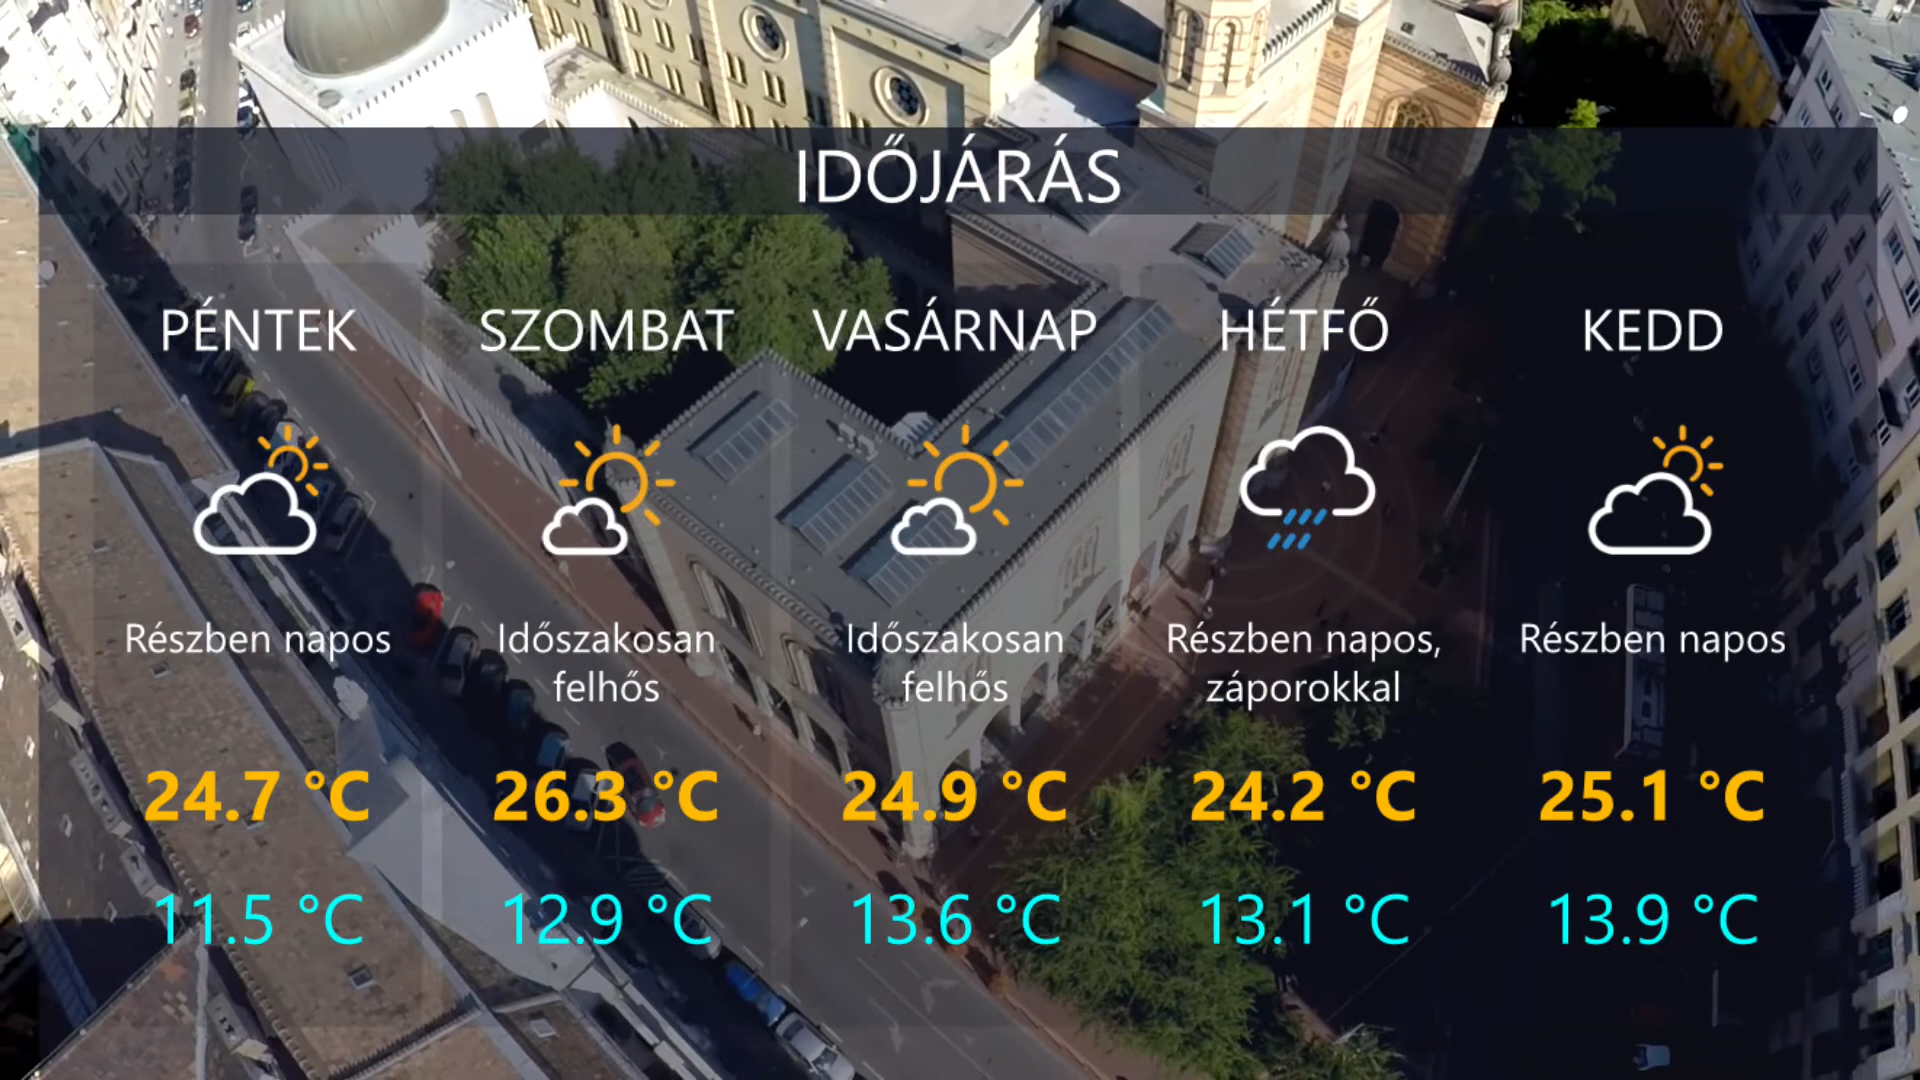 IDŐJÁRÁS
PÉNTEK
SZOMBAT
VASÁRNAP
HÉTFŐ
KEDD
Részben napos
Időszakosan
felhős
Időszakosan
felhős
Részben napos,
záporokkal
Részben napos
24.7 °C
26.3 °C
24.9 °C
24.2 °C
25.1 °C
11.5 °C
12.9 °C
13.6 °C
13.1 °C
13.9 °C